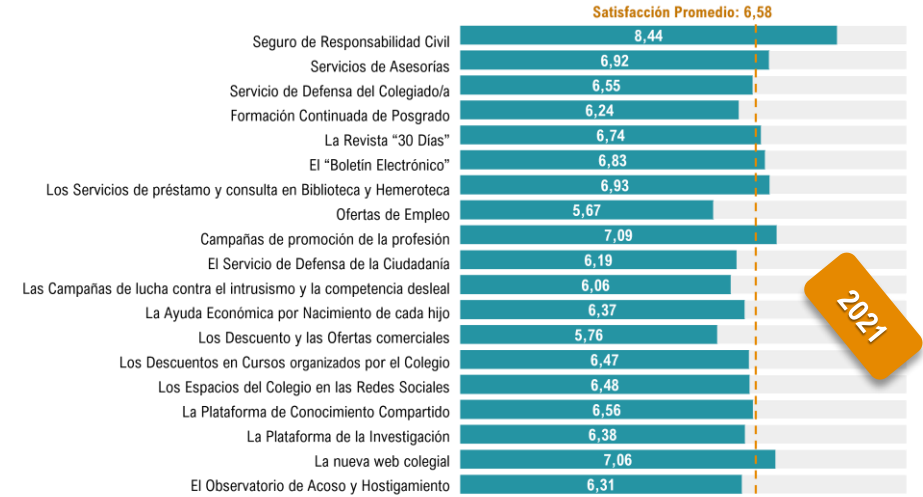 Satisfacción Promedio: 6,58
Seguro de Responsabilidad Civil 8,44
Servicios de Asesorías 6,92
Servicio de Defensa del Colegiado/a 6,55
Formación Continuada de Posgrado 6,24
La Revista “30 Días” 6,74
El “Boletín Electrónico” 6,83
Los Servicios de préstamo y consulta en Biblioteca y Hemeroteca 6,93
Ofertas de Empleo 5,67
Campañas de promoción de la profesión 7,09
El Servicio de Defensa de la Ciudadanía 6,19
Las Campañas de lucha contra el intrusismo y la competencia desleal 6,06
La Ayuda Económica por Nacimiento de cada hijo 6,37
Los Descuento y las Ofertas comerciales 5,76
Los Descuentos en Cursos organizados por el Colegio 6,47
Los Espacios del Colegio en las Redes Sociales 6,48
La Plataforma de Conocimiento Compartido 6,56
La Plataforma de la Investigación 6,38
La nueva web colegial 7,06
El Observatorio de Acoso y Hostigamiento 6,31
2021